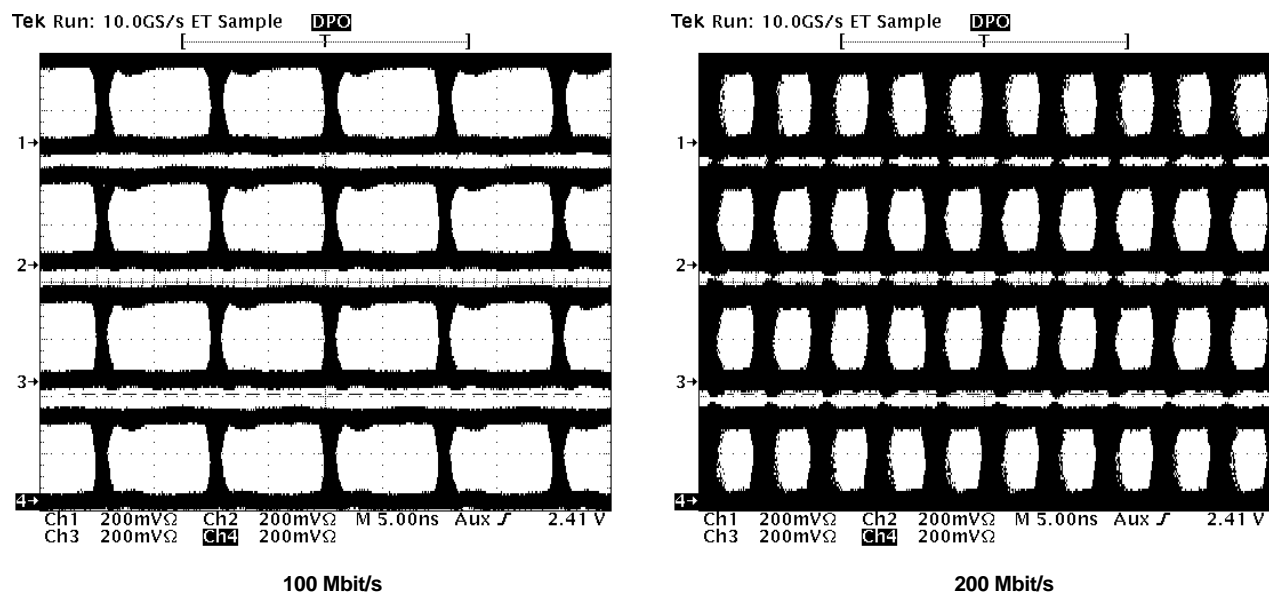 Tek Run: 10.0GS/s ET Sample DPO
[ T ]
1→
2→
3→
4→
Ch1 200mVΩ Ch2 200mVΩ M 5.00ns Aux ƒ 2.41 V
Ch3 200mVΩ Ch4 200mVΩ
100 Mbit/s
Tek Run: 10.0GS/s ET Sample DPO
[ T ]
1→
2→
3→
4→
Ch1 200mVΩ Ch2 200mVΩ M 5.00ns Aux ƒ 2.41 V
Ch3 200mVΩ Ch4 200mVΩ
200 Mbit/s